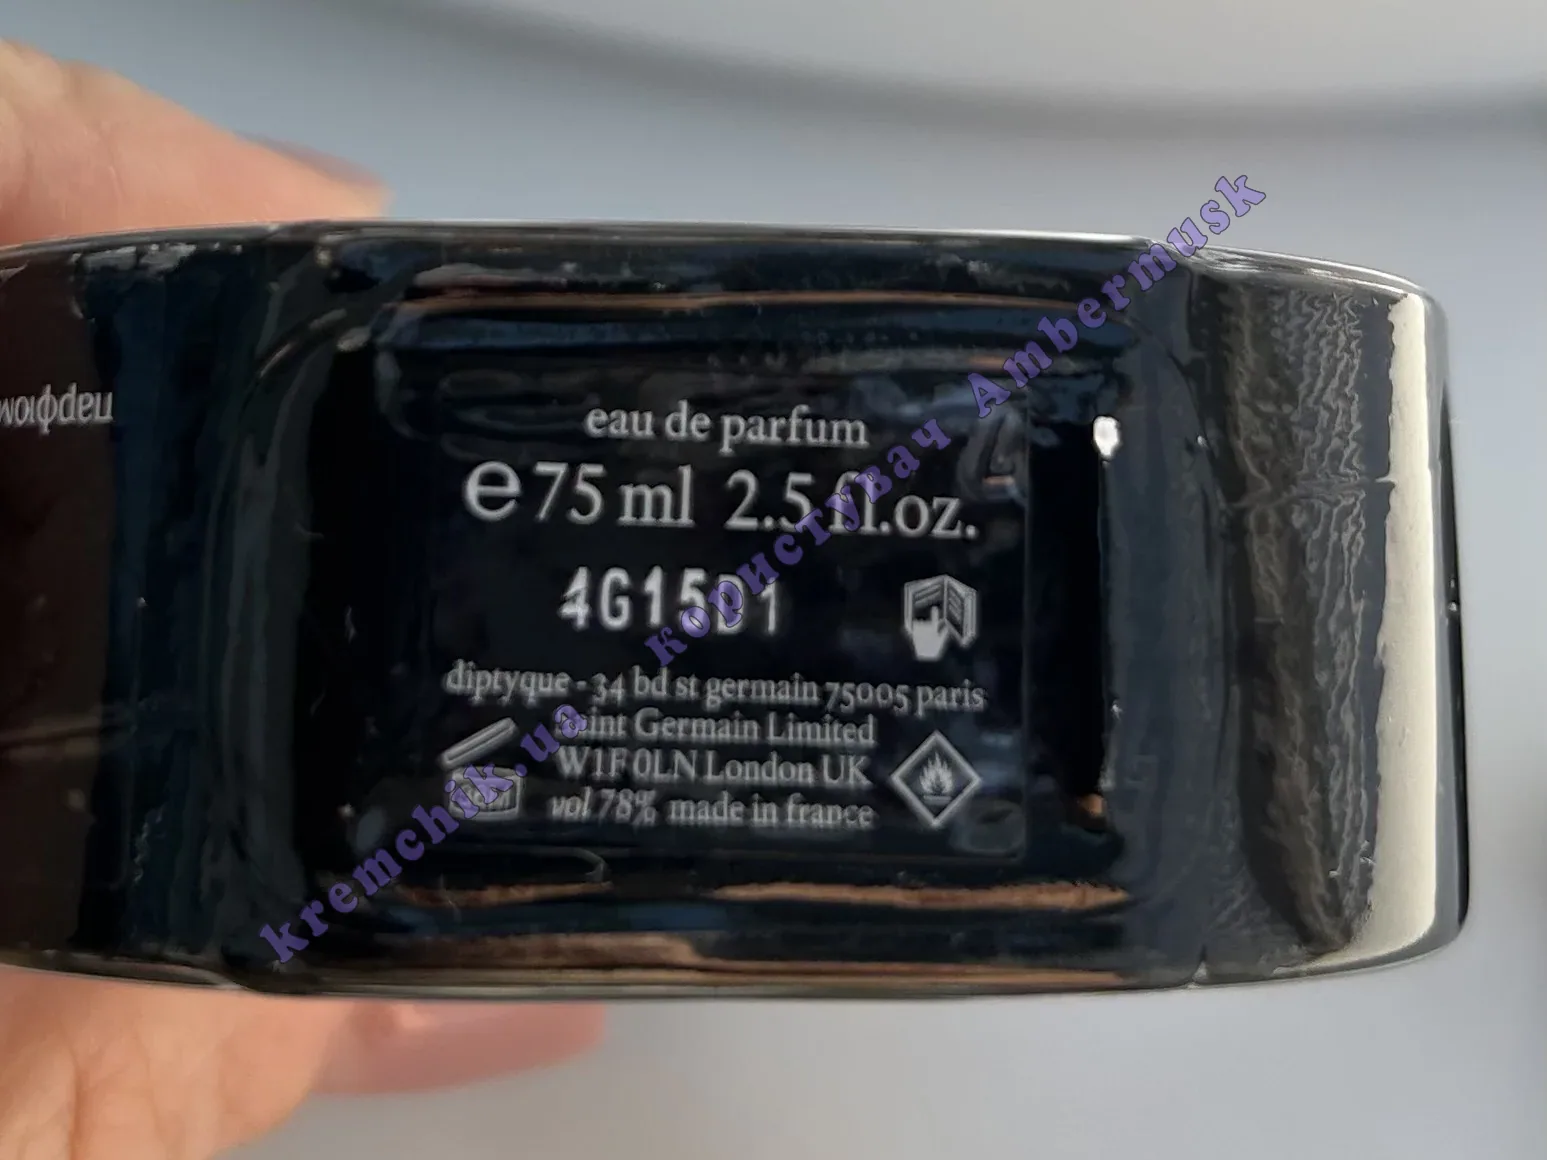 eau de parfum
e 75 ml 2.5 fl.oz.
4G15D1
diptyque - 34 bd st germain 75005 paris
Saint Germain Limited
W1F 0LN London UK
vol 78% made in france
парфюм
kremchik.ua користувач Ambermusk